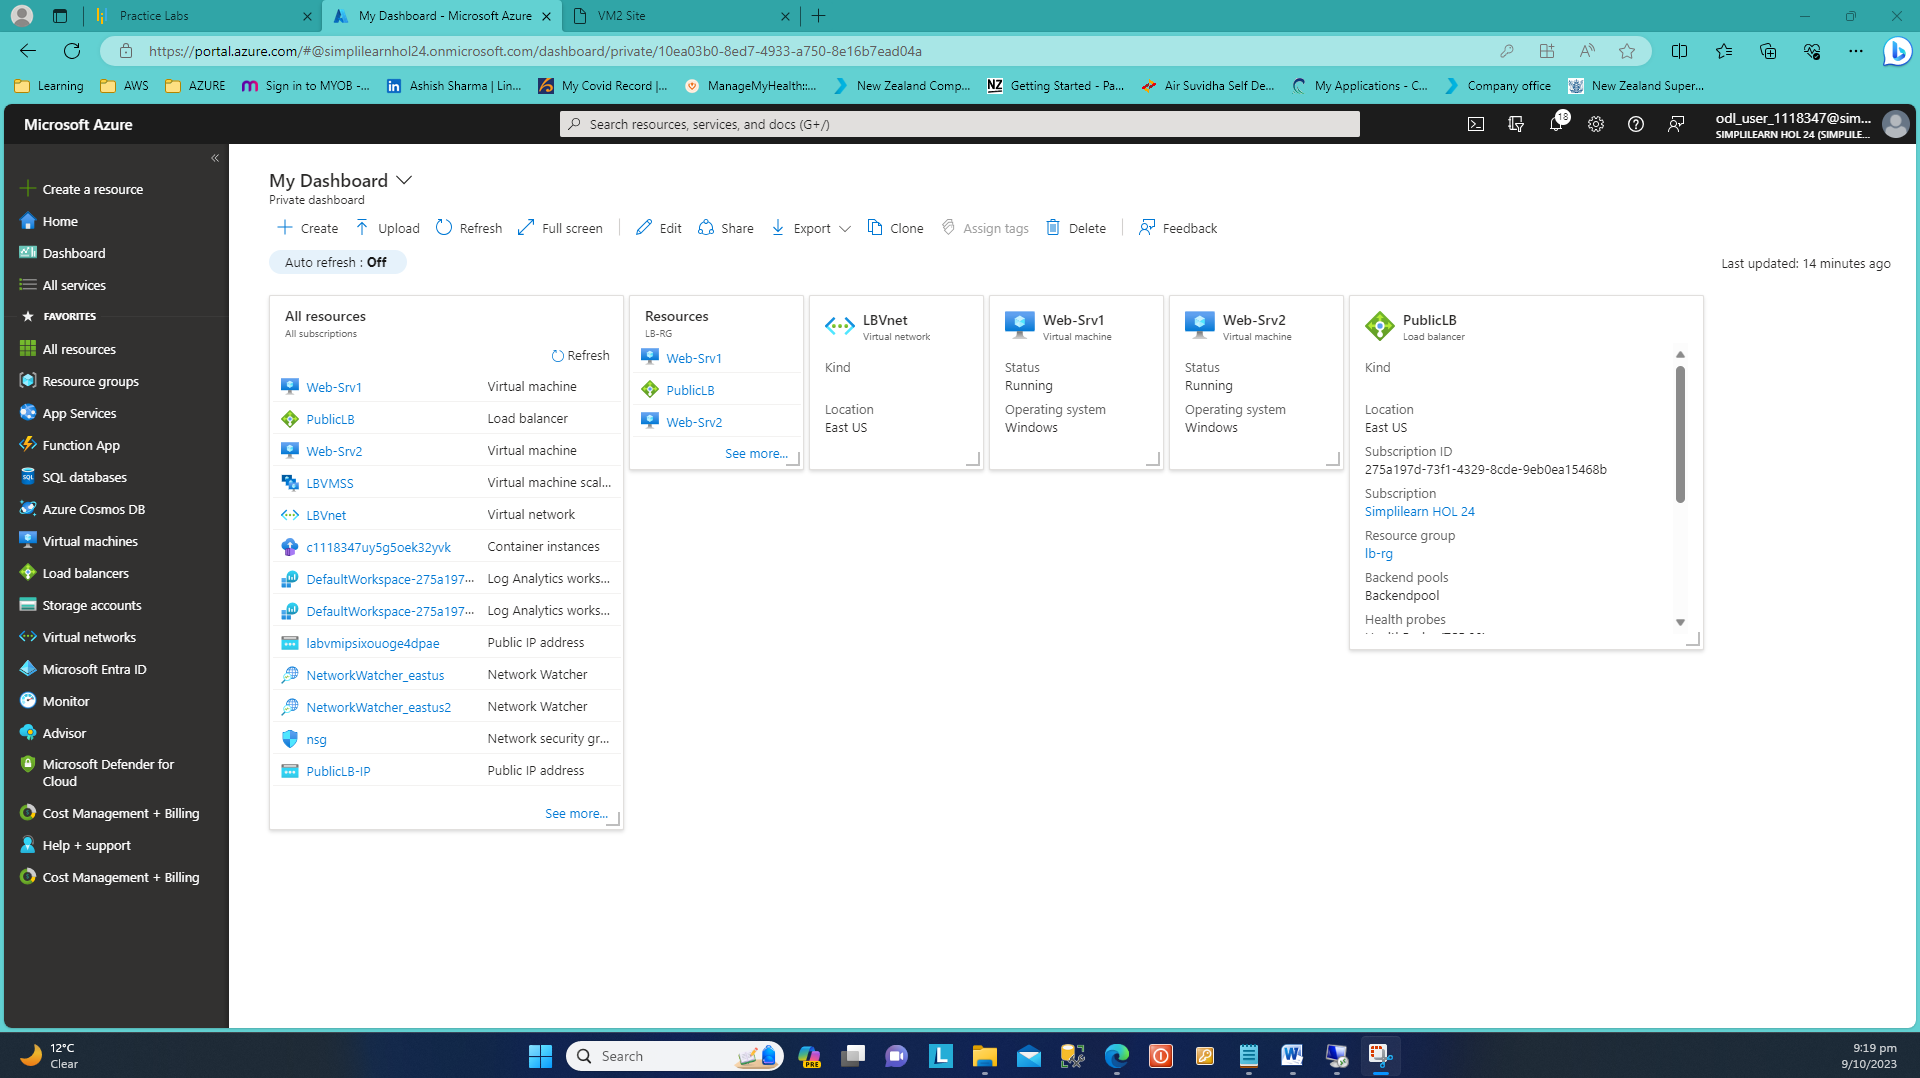 Practice Labs
My Dashboard - Microsoft Azure
VM2 Site
https://portal.azure.com/#@simplilearnhol24.onmicrosoft.com/dashboard/private/10ea03b0-8ed7-4933-a750-8e16b7ead04a
Learning
AWS
AZURE
Sign in to MYOB -...
Ashish Sharma | Lin...
My Covid Record |...
ManageMyHealth::...
New Zealand Comp...
NZ
Getting Started - Pa...
Air Suvidha Self De...
My Applications - C...
Company office
New Zealand Super...
Microsoft Azure
Search resources, services, and docs (G+/)
18
odl_user_1118347@sim...
SIMPLILEARN HOL 24 (SIMPLILE...
Create a resource
Home
Dashboard
All services
FAVORITES
All resources
Resource groups
App Services
Function App
SQL databases
Azure Cosmos DB
Virtual machines
Load balancers
Storage accounts
Virtual networks
Microsoft Entra ID
Monitor
Advisor
Microsoft Defender for
Cloud
Cost Management + Billing
Help + support
Cost Management + Billing
My Dashboard
Private dashboard
Create
Upload
Refresh
Full screen
Edit
Share
Export
Clone
Assign tags
Delete
Feedback
Auto refresh : Off
Last updated: 14 minutes ago
All resources
All subscriptions
Refresh
Web-Srv1 Virtual machine
PublicLB Load balancer
Web-Srv2 Virtual machine
LBVMSS Virtual machine scal...
LBVnet Virtual network
c1118347uy5g5oek32yvk Container instances
DefaultWorkspace-275a197... Log Analytics works...
DefaultWorkspace-275a197... Log Analytics works...
labvmipsixouoge4dpae Public IP address
NetworkWatcher_eastus Network Watcher
NetworkWatcher_eastus2 Network Watcher
nsg Network security gr...
PublicLB-IP Public IP address
See more...
Resources
LB-RG
Web-Srv1
PublicLB
Web-Srv2
See more...
LBVnet
Virtual network
Kind
Location
East US
Web-Srv1
Virtual machine
Status
Running
Operating system
Windows
Web-Srv2
Virtual machine
Status
Running
Operating system
Windows
PublicLB
Load balancer
Kind
Location
East US
Subscription ID
275a197d-73f1-4329-8cde-9eb0ea15468b
Subscription
Simplilearn HOL 24
Resource group
lb-rg
Backend pools
Backendpool
Health probes
12°C
Clear
Search
PRE
9:19 pm
9/10/2023